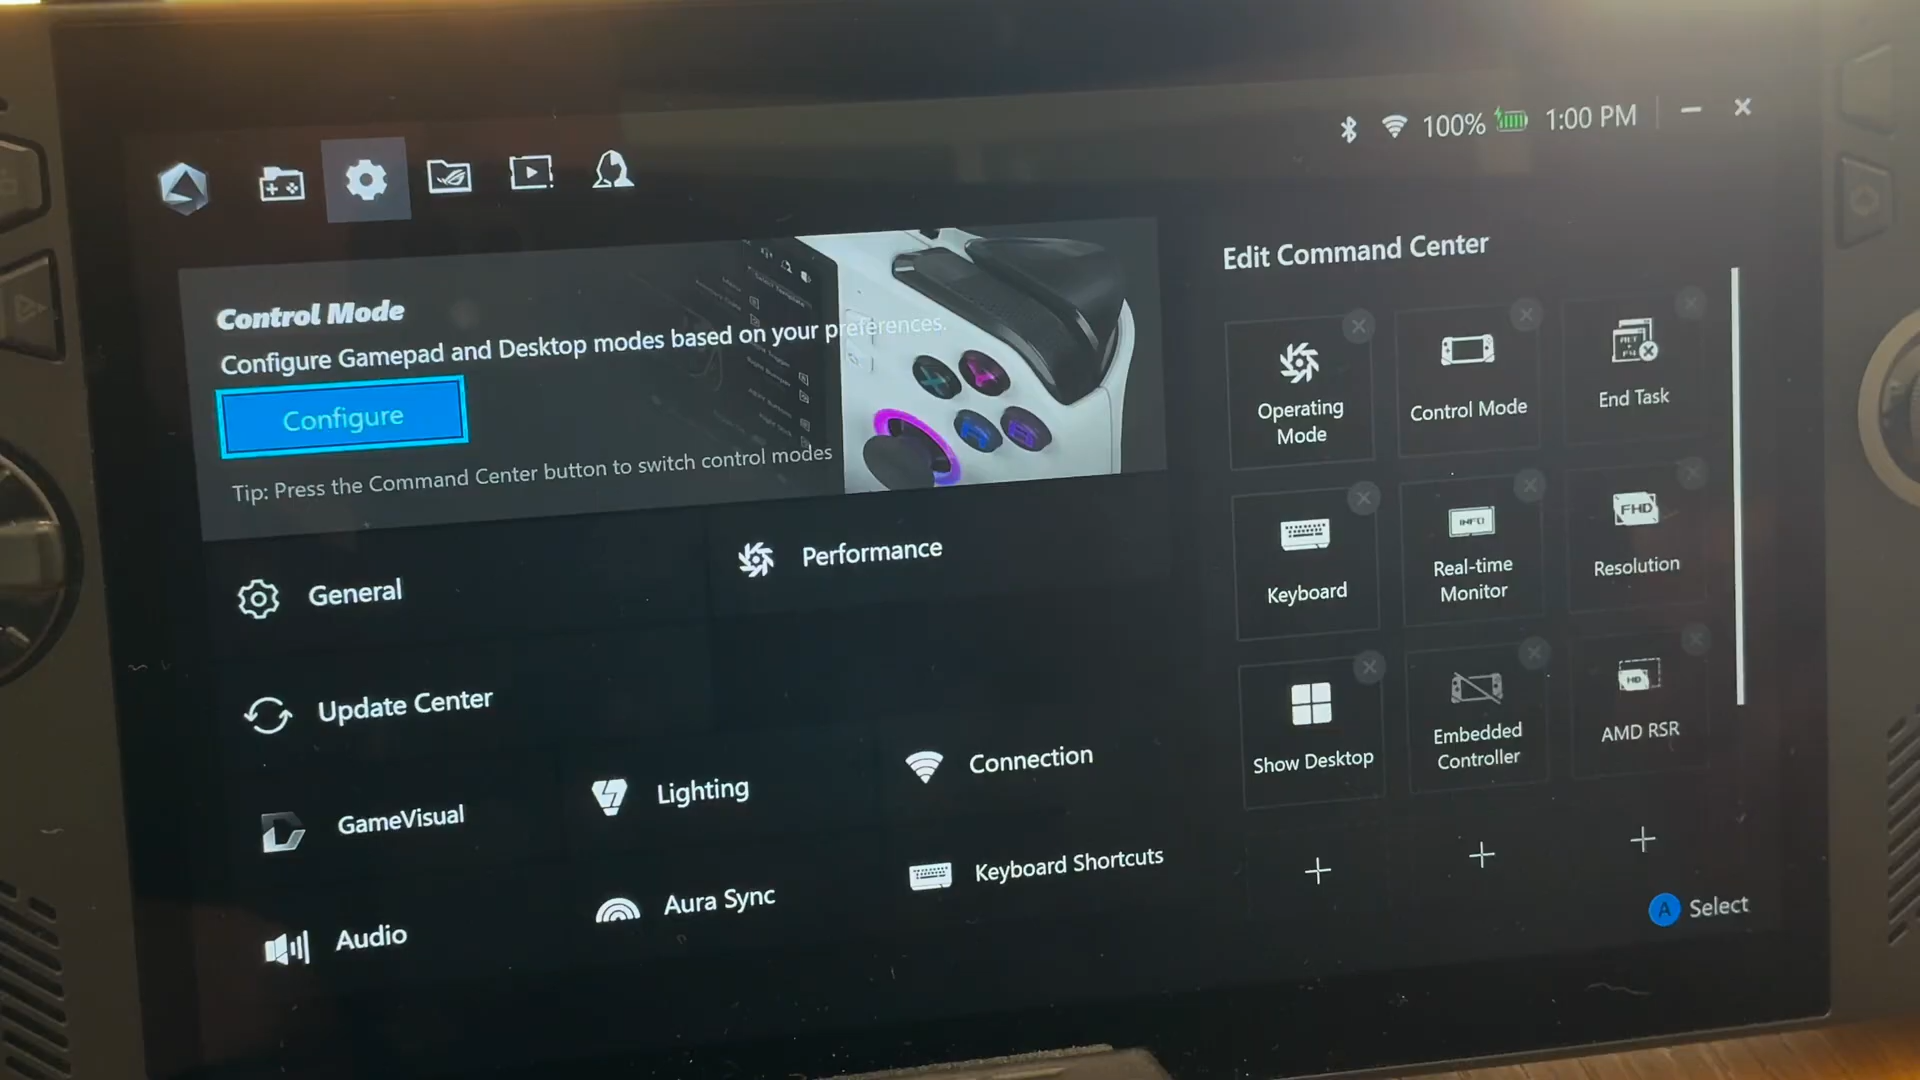 100% 1:00 PM
Control Mode
Configure Gamepad and Desktop modes based on your preferences.
Configure
Tip: Press the Command Center button to switch control modes
General
Performance
Update Center
GameVisual
Lighting
Connection
Audio
Aura Sync
Keyboard Shortcuts
Edit Command Center
Operating
Mode
Control Mode
End Task
Keyboard
INFO
Real-time
Monitor
FHD
Resolution
Show Desktop
Embedded
Controller
HD
AMD RSR
A Select